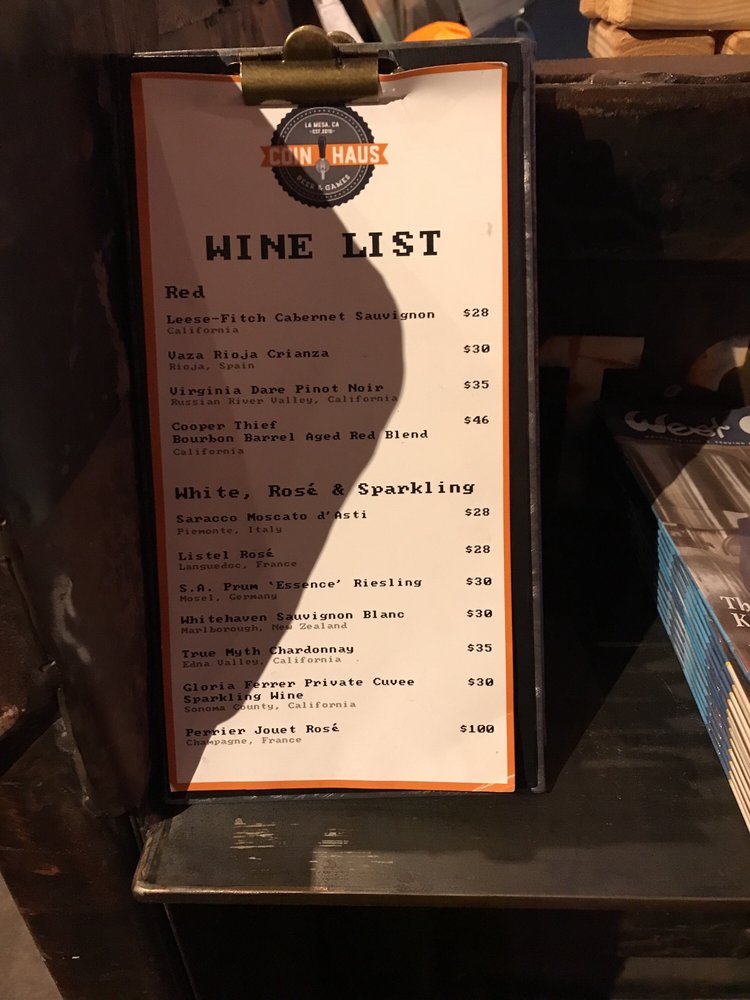 LA MESA, CA
EST. 2015
COIN HAUS
BEER & GAMES
WINE LIST
Red
Leese-Fitch Cabernet Sauvignon $28
California
Vaza Rioja Crianza $30
Rioja, Spain
Virginia Dare Pinot Noir $35
Russian River Valley, California
Cooper Thief $46
Bourbon Barrel Aged Red Blend
California
White, Rosé & Sparkling
Saracco Moscato d'Asti $28
Piemonte, Italy
Listel Rosé $28
Languedoc, France
S.A. Prum 'Essence' Riesling $30
Mosel, Germany
Whitehaven Sauvignon Blanc $30
Marlborough, New Zealand
True Myth Chardonnay $35
Edna Valley, California
Gloria Ferrer Private Cuvee $30
Sparkling Wine
Sonoma County, California
Perrier Jouet Rosé $100
Champagne, France
West